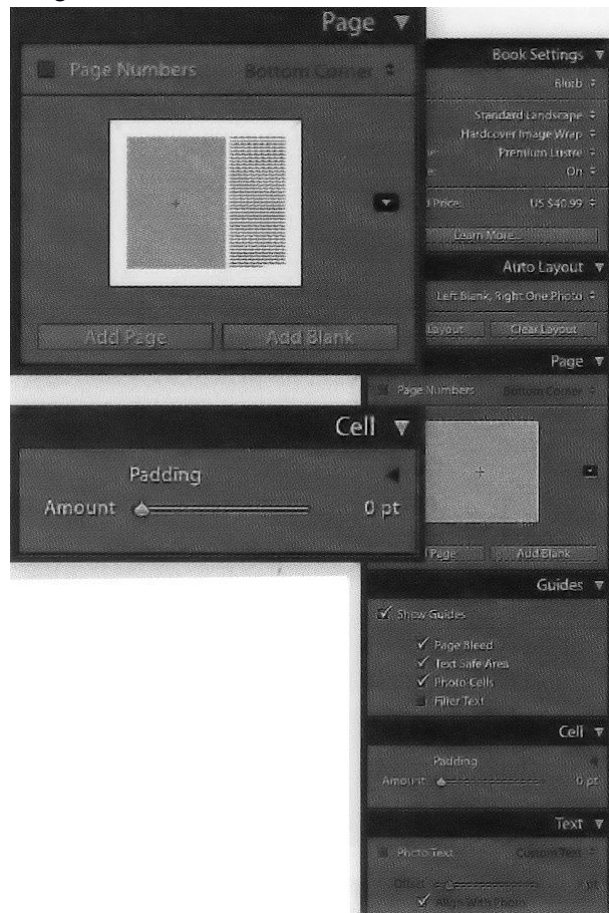 Page
Page Numbers Bottom Corner
Add Page Add Blank
Cell
Padding
Amount 0 pt
Book Settings
Blurb
Standard Landscape
Hardcover Image Wrap
Premium Lustre
On
Price: US $40.99
Learn More...
Auto Layout
Left Blank, Right One Photo
Layout Clear Layout
Page
Page Numbers Bottom Corner
Page Add Blank
Guides
Show Guides
Page Bleed
Text Safe Area
Photo Cells
Filler Text
Cell
Padding
Amount 0 pt
Text
Photo Text Custom Text
Offset pt
Align With Photo